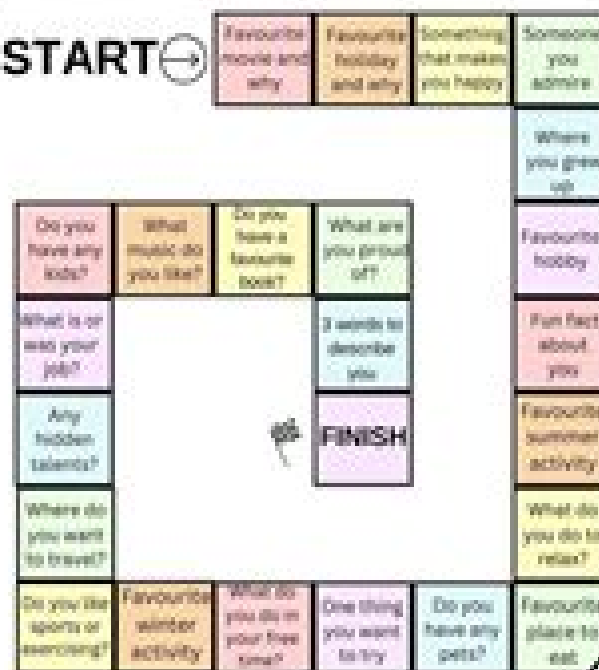 START
Favourite
movie and
why
Favourite
holiday
and why
Something
that makes
you happy
Someone
you
admire
Where
you grew
up
Favourite
hobby
Fun fact
about
you
Favourite
summer
activity
What do
you do to
relax?
Favourite
place to
eat
Do you
have any
pets?
One thing
you want
to try
What do
you do in
your free
time?
Favourite
winter
activity
Do you like
sports or
exercising?
Where do
you want
to travel?
Any
hidden
talents?
What is or
was your
job?
Do you
have any
kids?
What
music do
you like?
Do you
have a
favourite
book?
What are
you proud
of?
3 words to
describe
you
FINISH